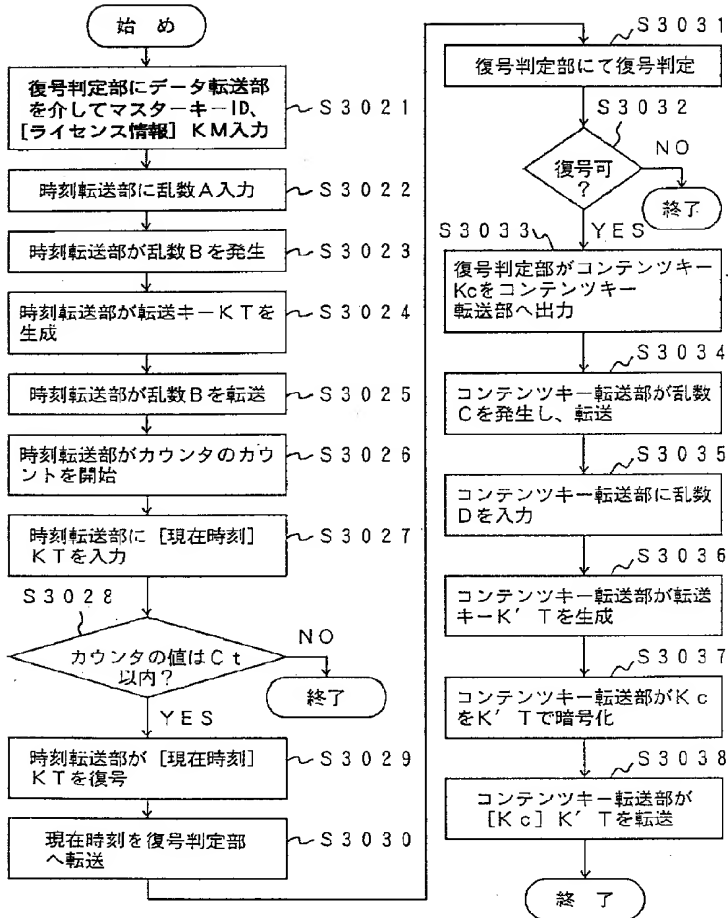 始め
復号判定部にデータ転送部
を介してマスターキーID、
[ライセンス情報] KM入力
S3021
時刻転送部に乱数A入力
S3022
時刻転送部が乱数Bを発生
S3023
時刻転送部が転送キーKTを
生成
S3024
時刻転送部が乱数Bを転送
S3025
時刻転送部がカウンタのカウ
ントを開始
S3026
時刻転送部に [現在時刻]
KTを入力
S3027
S3028
カウンタの値はCt
以内?
NO
終了
YES
時刻転送部が [現在時刻]
KTを復号
S3029
現在時刻を復号判定部
へ転送
S3030
S3031
復号判定部にて復号判定
S3032
復号可
?
NO
終了
YES
S3033
復号判定部がコンテンツキー
Kcをコンテンツキー
転送部へ出力
S3034
コンテンツキー転送部が乱数
Cを発生し、転送
S3035
コンテンツキー転送部に乱数
Dを入力
S3036
コンテンツキー転送部が転送
キーK′Tを生成
S3037
コンテンツキー転送部がKc
をK′Tで暗号化
S3038
コンテンツキー転送部が
[Kc] K′Tを転送
終了